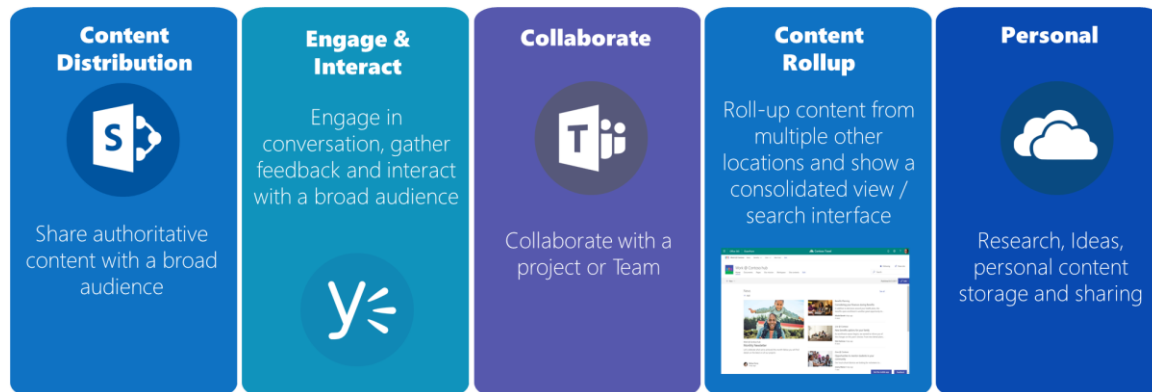 Content
Distribution
S
Share authoritative
content with a broad
audience
Engage &
Interact
Engage in
conversation, gather
feedback and interact
with a broad audience
Collaborate
T
Collaborate with a
project or Team
Content
Rollup
Roll-up content from
multiple other
locations and show a
consolidated view /
search interface
Personal
Research, Ideas,
personal content
storage and sharing